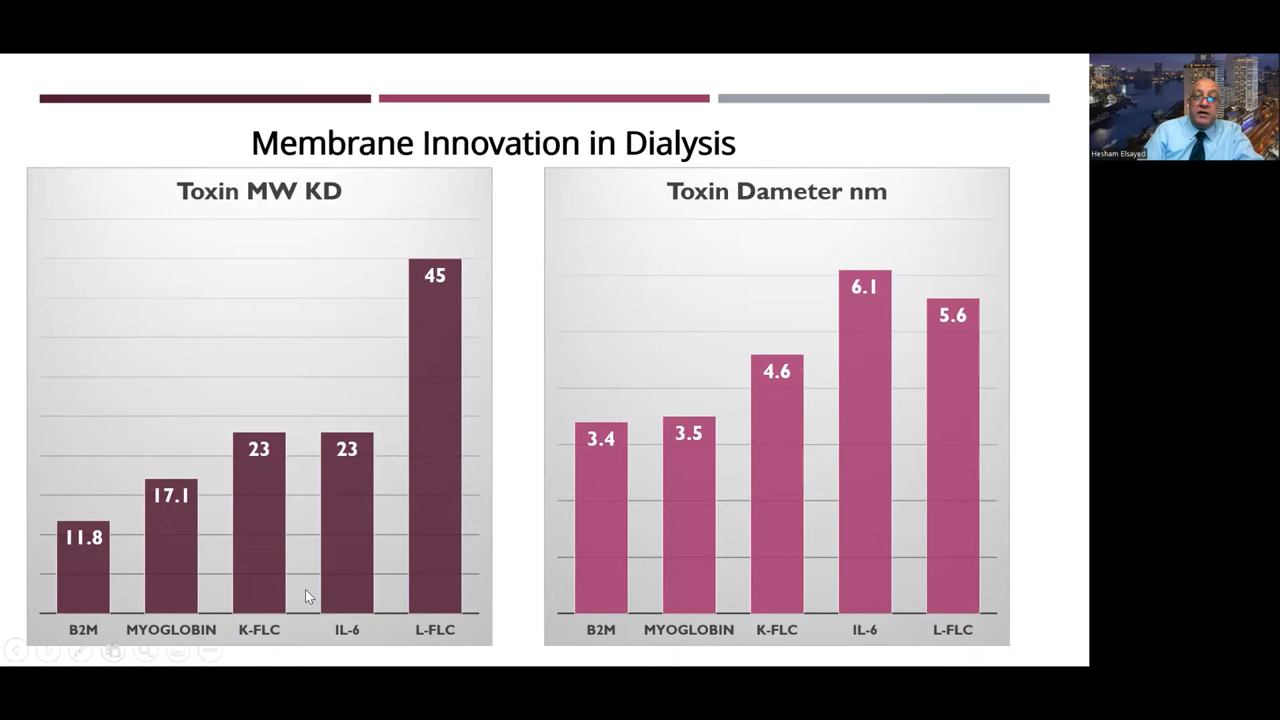 Membrane Innovation in Dialysis
Toxin MW KD
45
23
23
17.1
11.8
B2M MYOGLOBIN K-FLC IL-6 L-FLC
Toxin Dameter nm
6.1
5.6
4.6
3.5
3.4
B2M MYOGLOBIN K-FLC IL-6 L-FLC
Hesham Elsayed